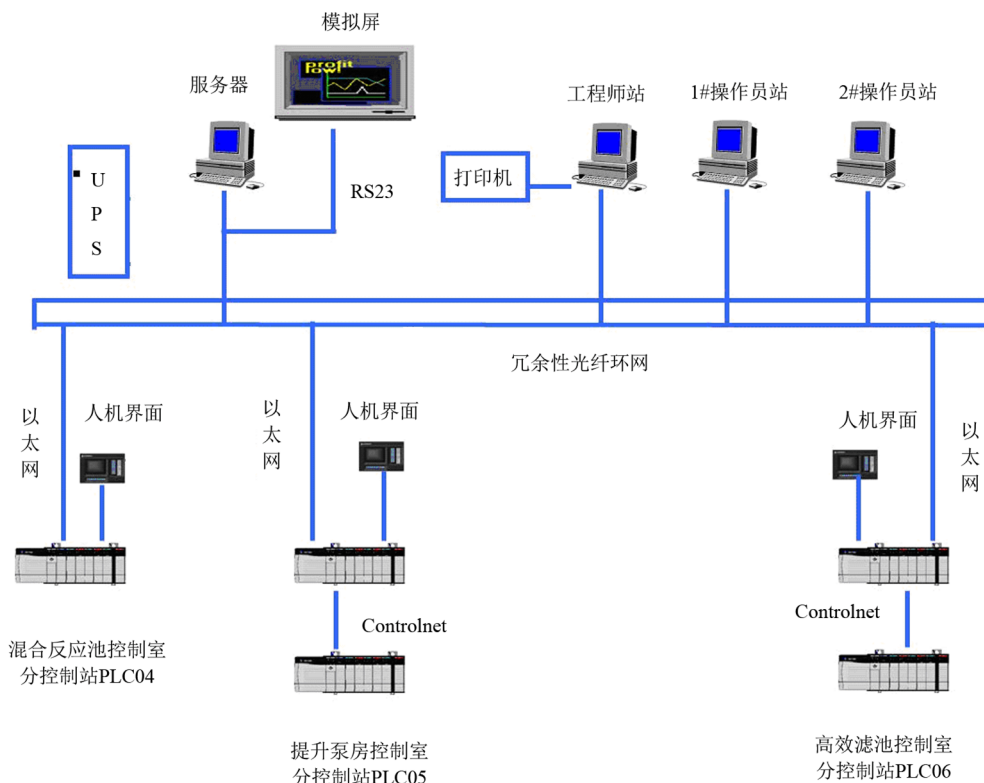 模拟屏
profit
服务器
工程师站
1#操作员站
2#操作员站
U
P
S
RS23
打印机
冗余性光纤环网
以
太
网
人机界面
以
太
网
人机界面
人机界面
以
太
网
Controlnet
Controlnet
混合反应池控制室
分控制站PLC04
提升泵房控制室
分控制站PLC05
高效滤池控制室
分控制站PLC06